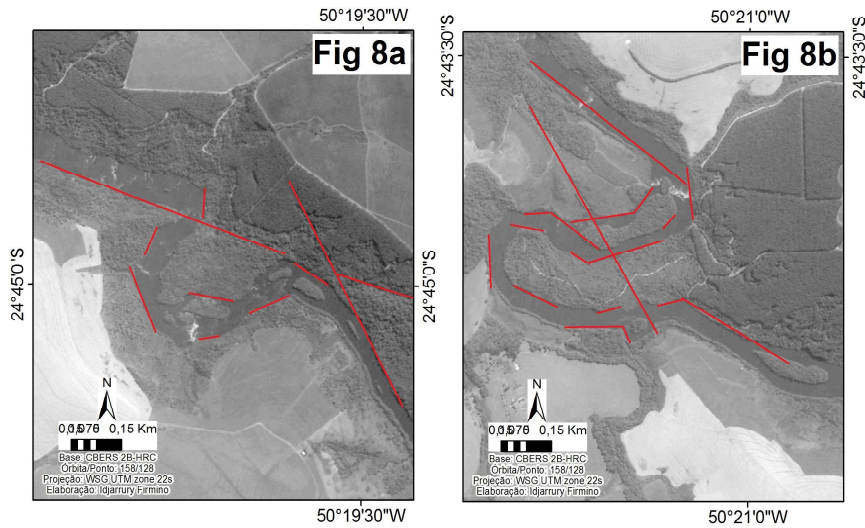 50°19'30"W
Fig 8a
24°45'0"S
N
0,15 Km
Base: CBERS 2B-HRC
Órbita/Ponto: 158/128
Projeção: WSG UTM zone 22s
Elaboração: Idjarrury Firmino
50°19'30"W
50°21'0"W
24°43'30"S
Fig 8b
24°43'30"S
24°45'0"S
N
0,15 Km
Base: CBERS 2B-HRC
Órbita/Ponto: 158/128
Projeção: WSG UTM zone 22s
Elaboração: Idjarrury Firmino
50°21'0"W